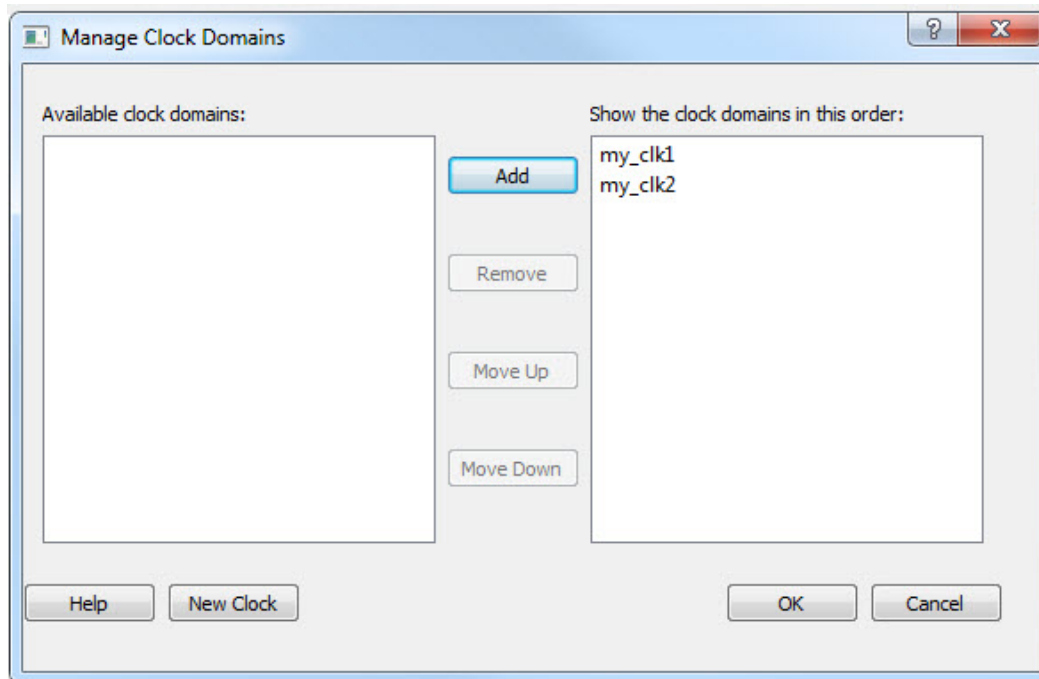 Manage Clock Domains
?
X
Available clock domains:
Show the clock domains in this order:
my_clk1
my_clk2
Add
Remove
Move Up
Move Down
Help
New Clock
OK
Cancel